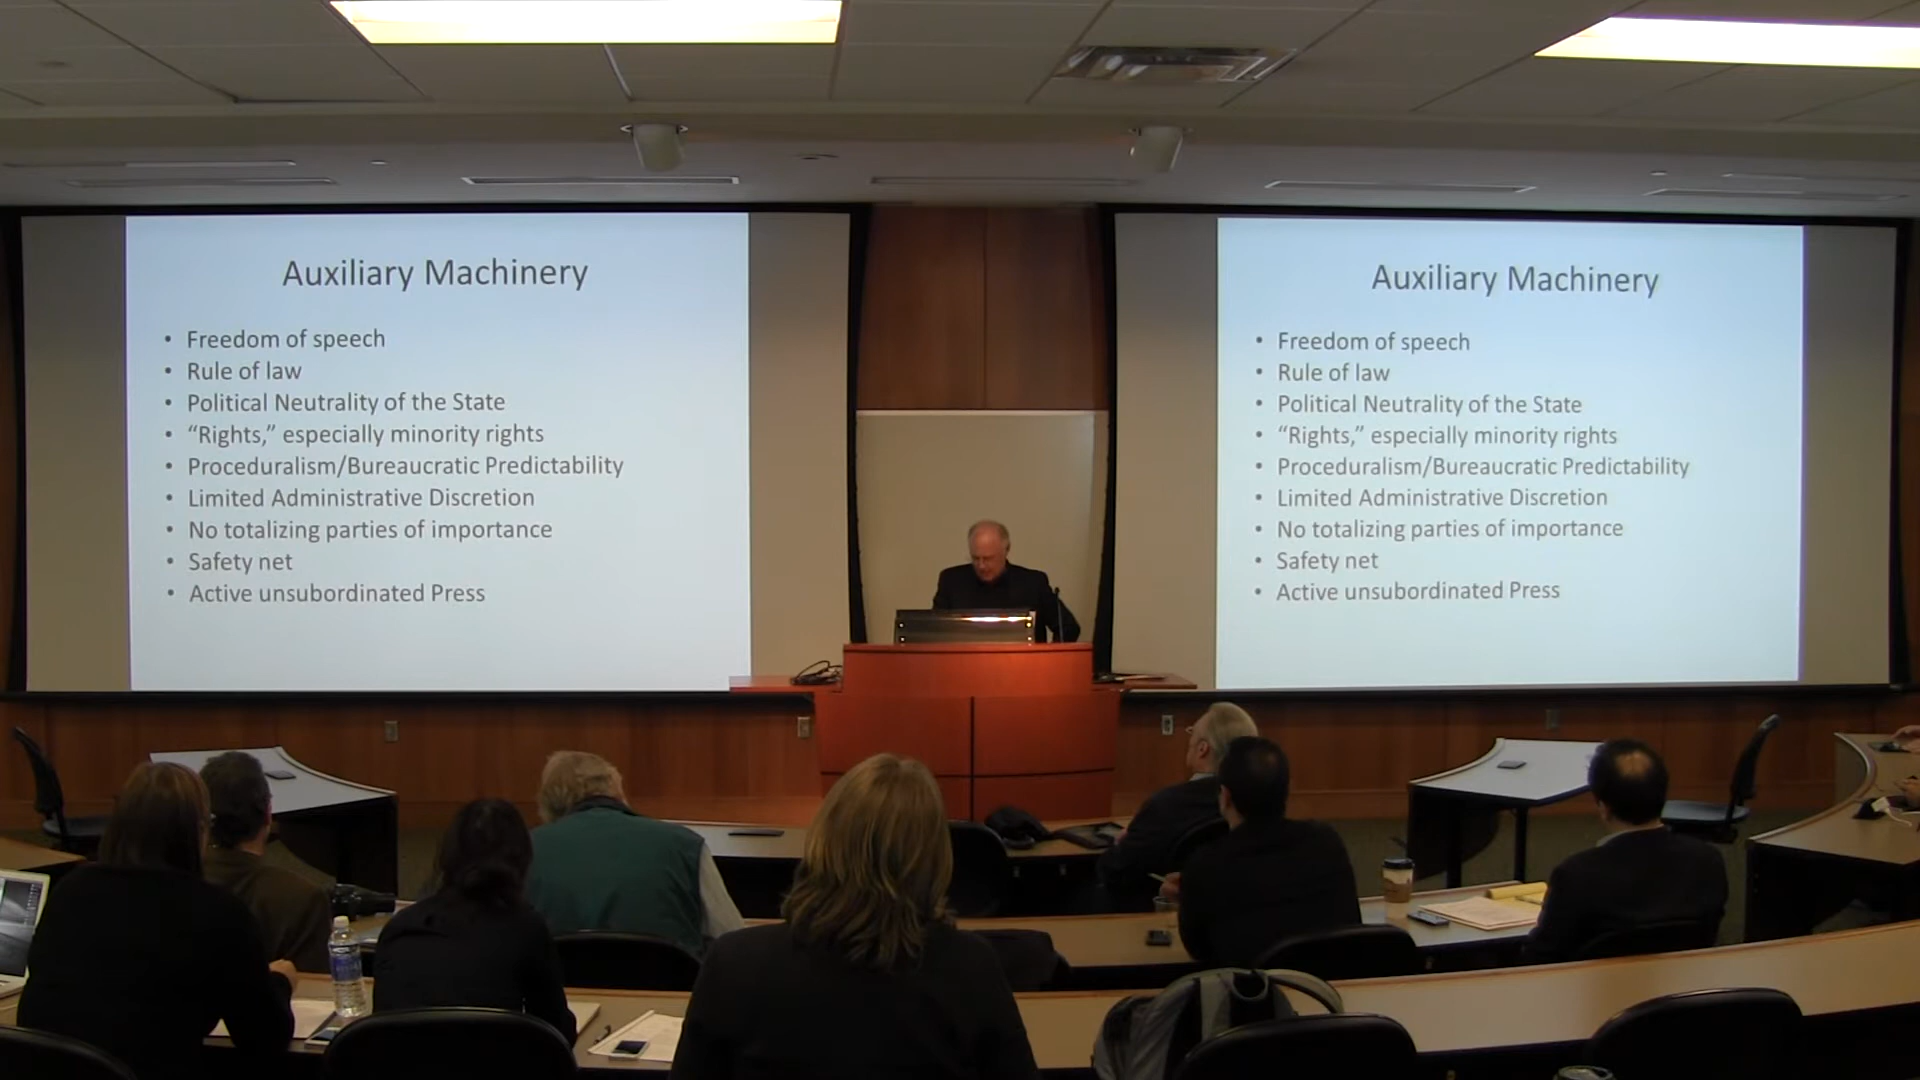 Auxiliary Machinery
• Freedom of speech
• Rule of law
• Political Neutrality of the State
• “Rights,” especially minority rights
• Proceduralism/Bureaucratic Predictability
• Limited Administrative Discretion
• No totalizing parties of importance
• Safety net
• Active unsubordinated Press
Auxiliary Machinery
• Freedom of speech
• Rule of law
• Political Neutrality of the State
• “Rights,” especially minority rights
• Proceduralism/Bureaucratic Predictability
• Limited Administrative Discretion
• No totalizing parties of importance
• Safety net
• Active unsubordinated Press